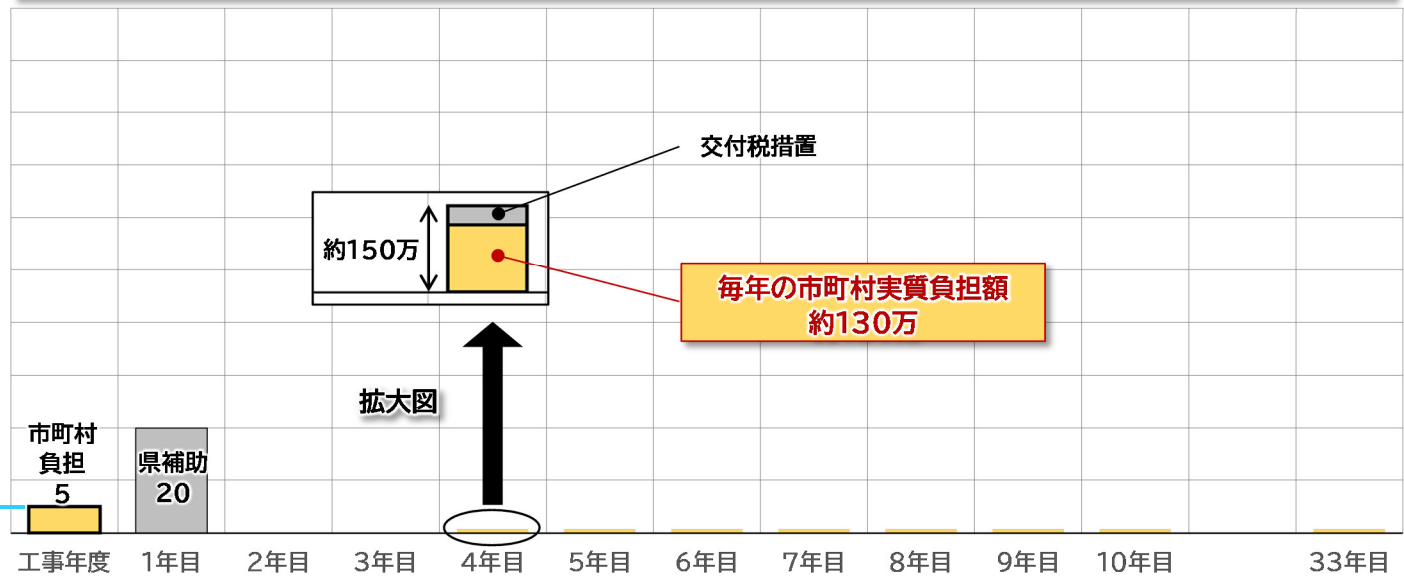 交付税措置
約150万
毎年の市町村実質負担額
約130万
拡大図
市町村
負担
5
県補助
20
工事年度
1年目
2年目
3年目
4年目
5年目
6年目
7年目
8年目
9年目
10年目
33年目